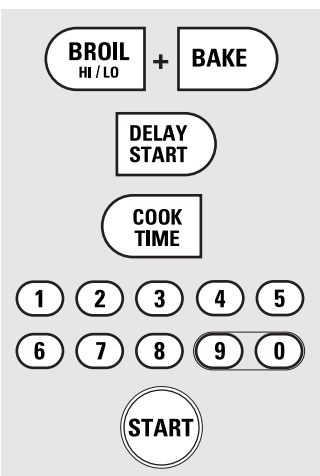 BROIL
HI / LO
+
BAKE
DELAY
START
COOK
TIME
1 2 3 4 5
6 7 8 9 0
START